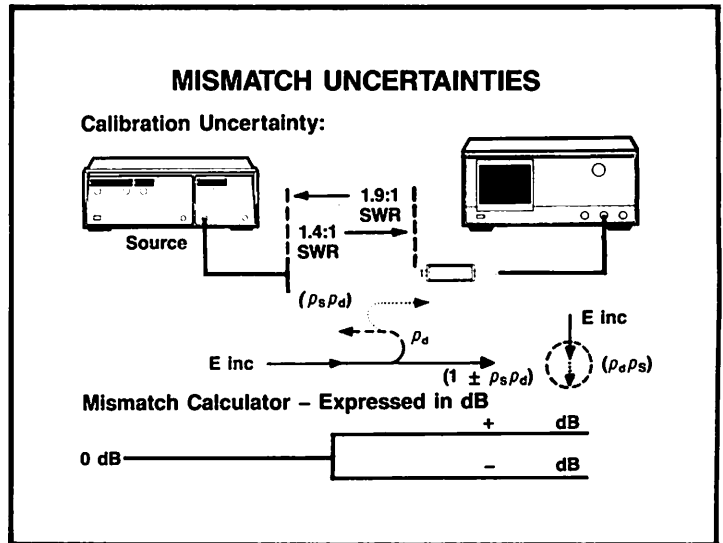 MISMATCH UNCERTAINTIES
Calibration Uncertainty:
1.9:1
SWR
1.4:1
SWR
Source
(ρsρd)
ρd
E inc
(1 ± ρsρd)
E inc
(ρdρS)
Mismatch Calculator – Expressed in dB
+ dB
0 dB
– dB